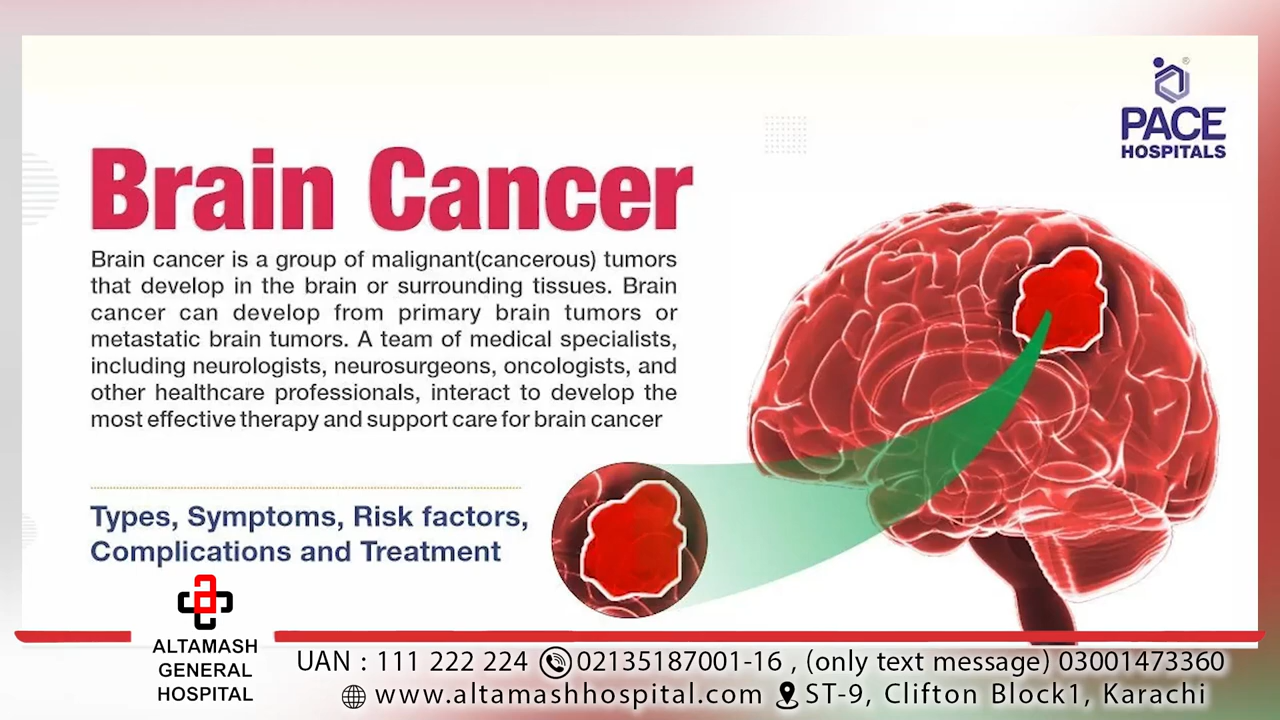 PACE
HOSPITALS
®
Brain Cancer
Brain cancer is a group of malignant(cancerous) tumors
that develop in the brain or surrounding tissues. Brain
cancer can develop from primary brain tumors or
metastatic brain tumors. A team of medical specialists,
including neurologists, neurosurgeons, oncologists, and
other healthcare professionals, interact to develop the
most effective therapy and support care for brain cancer
Types, Symptoms, Risk factors,
Complications and Treatment
ALTAMASH
GENERAL
HOSPITAL
UAN : 111 222 224 02135187001-16 , (only text message) 03001473360
www.altamashhospital.com ST-9, Clifton Block1, Karachi